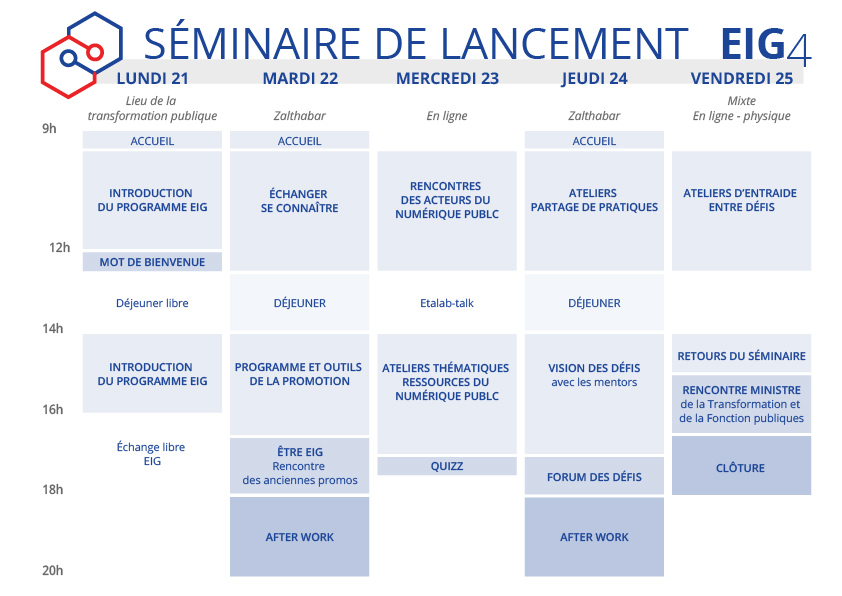 SÉMINAIRE DE LANCEMENT EIG4
LUNDI 21
MARDI 22
MERCREDI 23
JEUDI 24
VENDREDI 25
Lieu de la
transformation publique
Zalthabar
En ligne
Zalthabar
Mixte
En ligne - physique
9h
ACCUEIL
ACCUEIL
ACCUEIL
INTRODUCTION
DU PROGRAMME EIG
ÉCHANGER
SE CONNAÎTRE
RENCONTRES
DES ACTEURS DU
NUMÉRIQUE PUBLC
ATELIERS
PARTAGE DE PRATIQUES
ATELIERS D'ENTRAIDE
ENTRE DÉFIS
12h
MOT DE BIENVENUE
Déjeuner libre
DÉJEUNER
Etalab-talk
DÉJEUNER
14h
INTRODUCTION
DU PROGRAMME EIG
PROGRAMME ET OUTILS
DE LA PROMOTION
ATELIERS THÉMATIQUES
RESSOURCES DU
NUMÉRIQUE PUBLC
VISION DES DÉFIS
avec les mentors
RETOURS DU SÉMINAIRE
RENCONTRE MINISTRE
de la Transformation et
de la Fonction publiques
16h
Échange libre
EIG
ÊTRE EIG
Rencontre
des anciennes promos
QUIZZ
FORUM DES DÉFIS
CLÔTURE
18h
AFTER WORK
AFTER WORK
20h